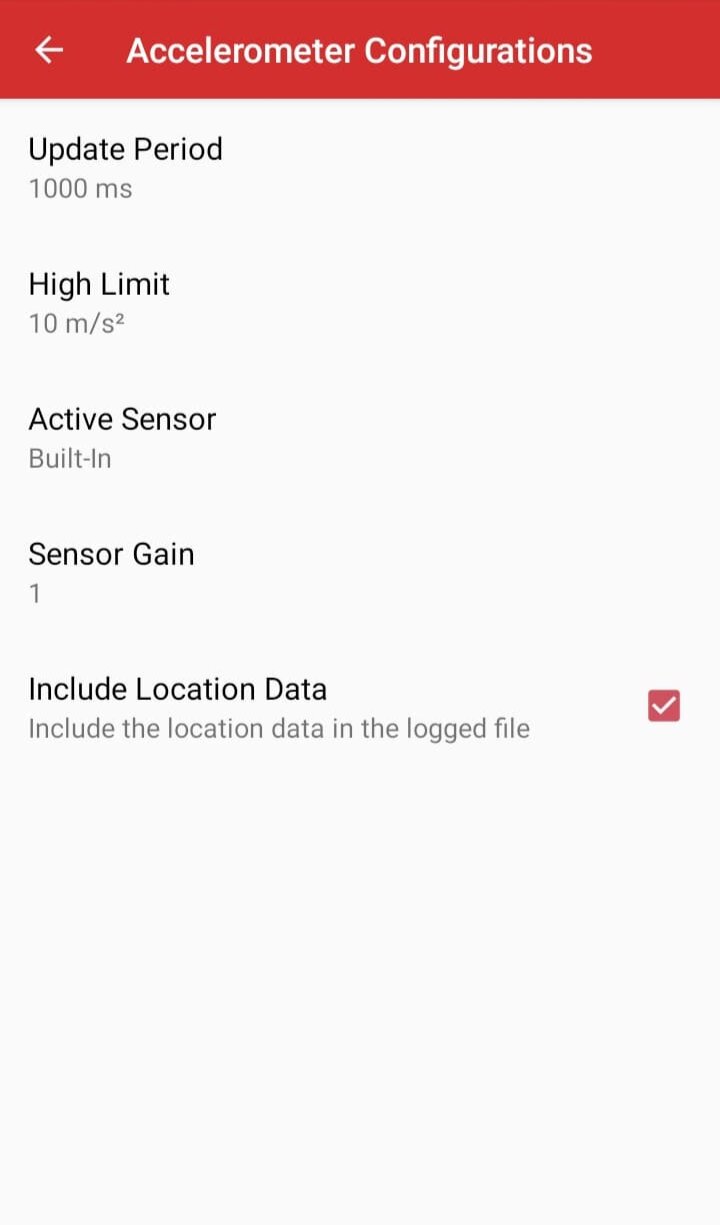 Accelerometer Configurations
Update Period
1000 ms
High Limit
10 m/s²
Active Sensor
Built-In
Sensor Gain
1
Include Location Data
Include the location data in the logged file